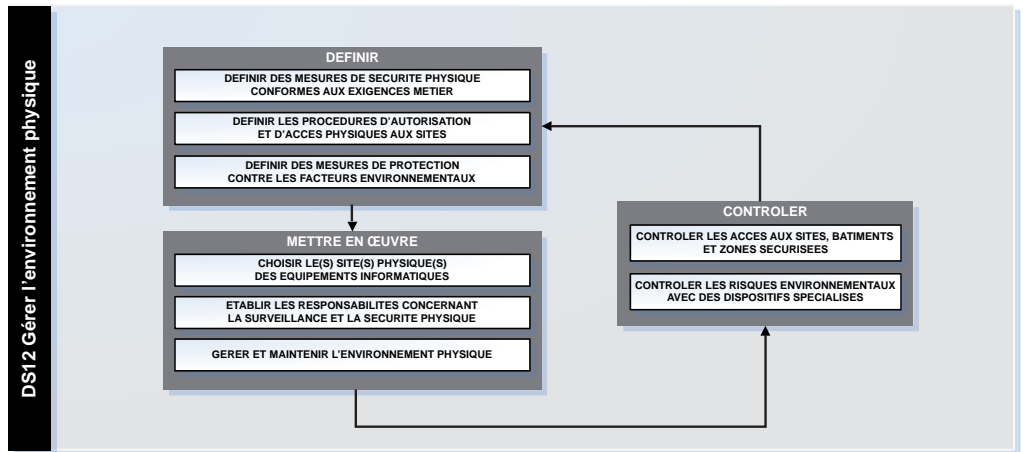 DS12 Gérer l'environnement physique
DEFINIR
DEFINIR DES MESURES DE SECURITE PHYSIQUE
CONFORMES AUX EXIGENCES METIER
DEFINIR LES PROCEDURES D'AUTORISATION
ET D'ACCES PHYSIQUES AUX SITES
DEFINIR DES MESURES DE PROTECTION
CONTRE LES FACTEURS ENVIRONNEMENTAUX
METTRE EN ŒUVRE
CHOISIR LE(S) SITE(S) PHYSIQUE(S)
DES EQUIPEMENTS INFORMATIQUES
ETABLIR LES RESPONSABILITES CONCERNANT
LA SURVEILLANCE ET LA SECURITE PHYSIQUE
GERER ET MAINTENIR L'ENVIRONNEMENT PHYSIQUE
CONTROLER
CONTROLER LES ACCES AUX SITES, BATIMENTS
ET ZONES SECURISEES
CONTROLER LES RISQUES ENVIRONNEMENTAUX
AVEC DES DISPOSITIFS SPECIALISES